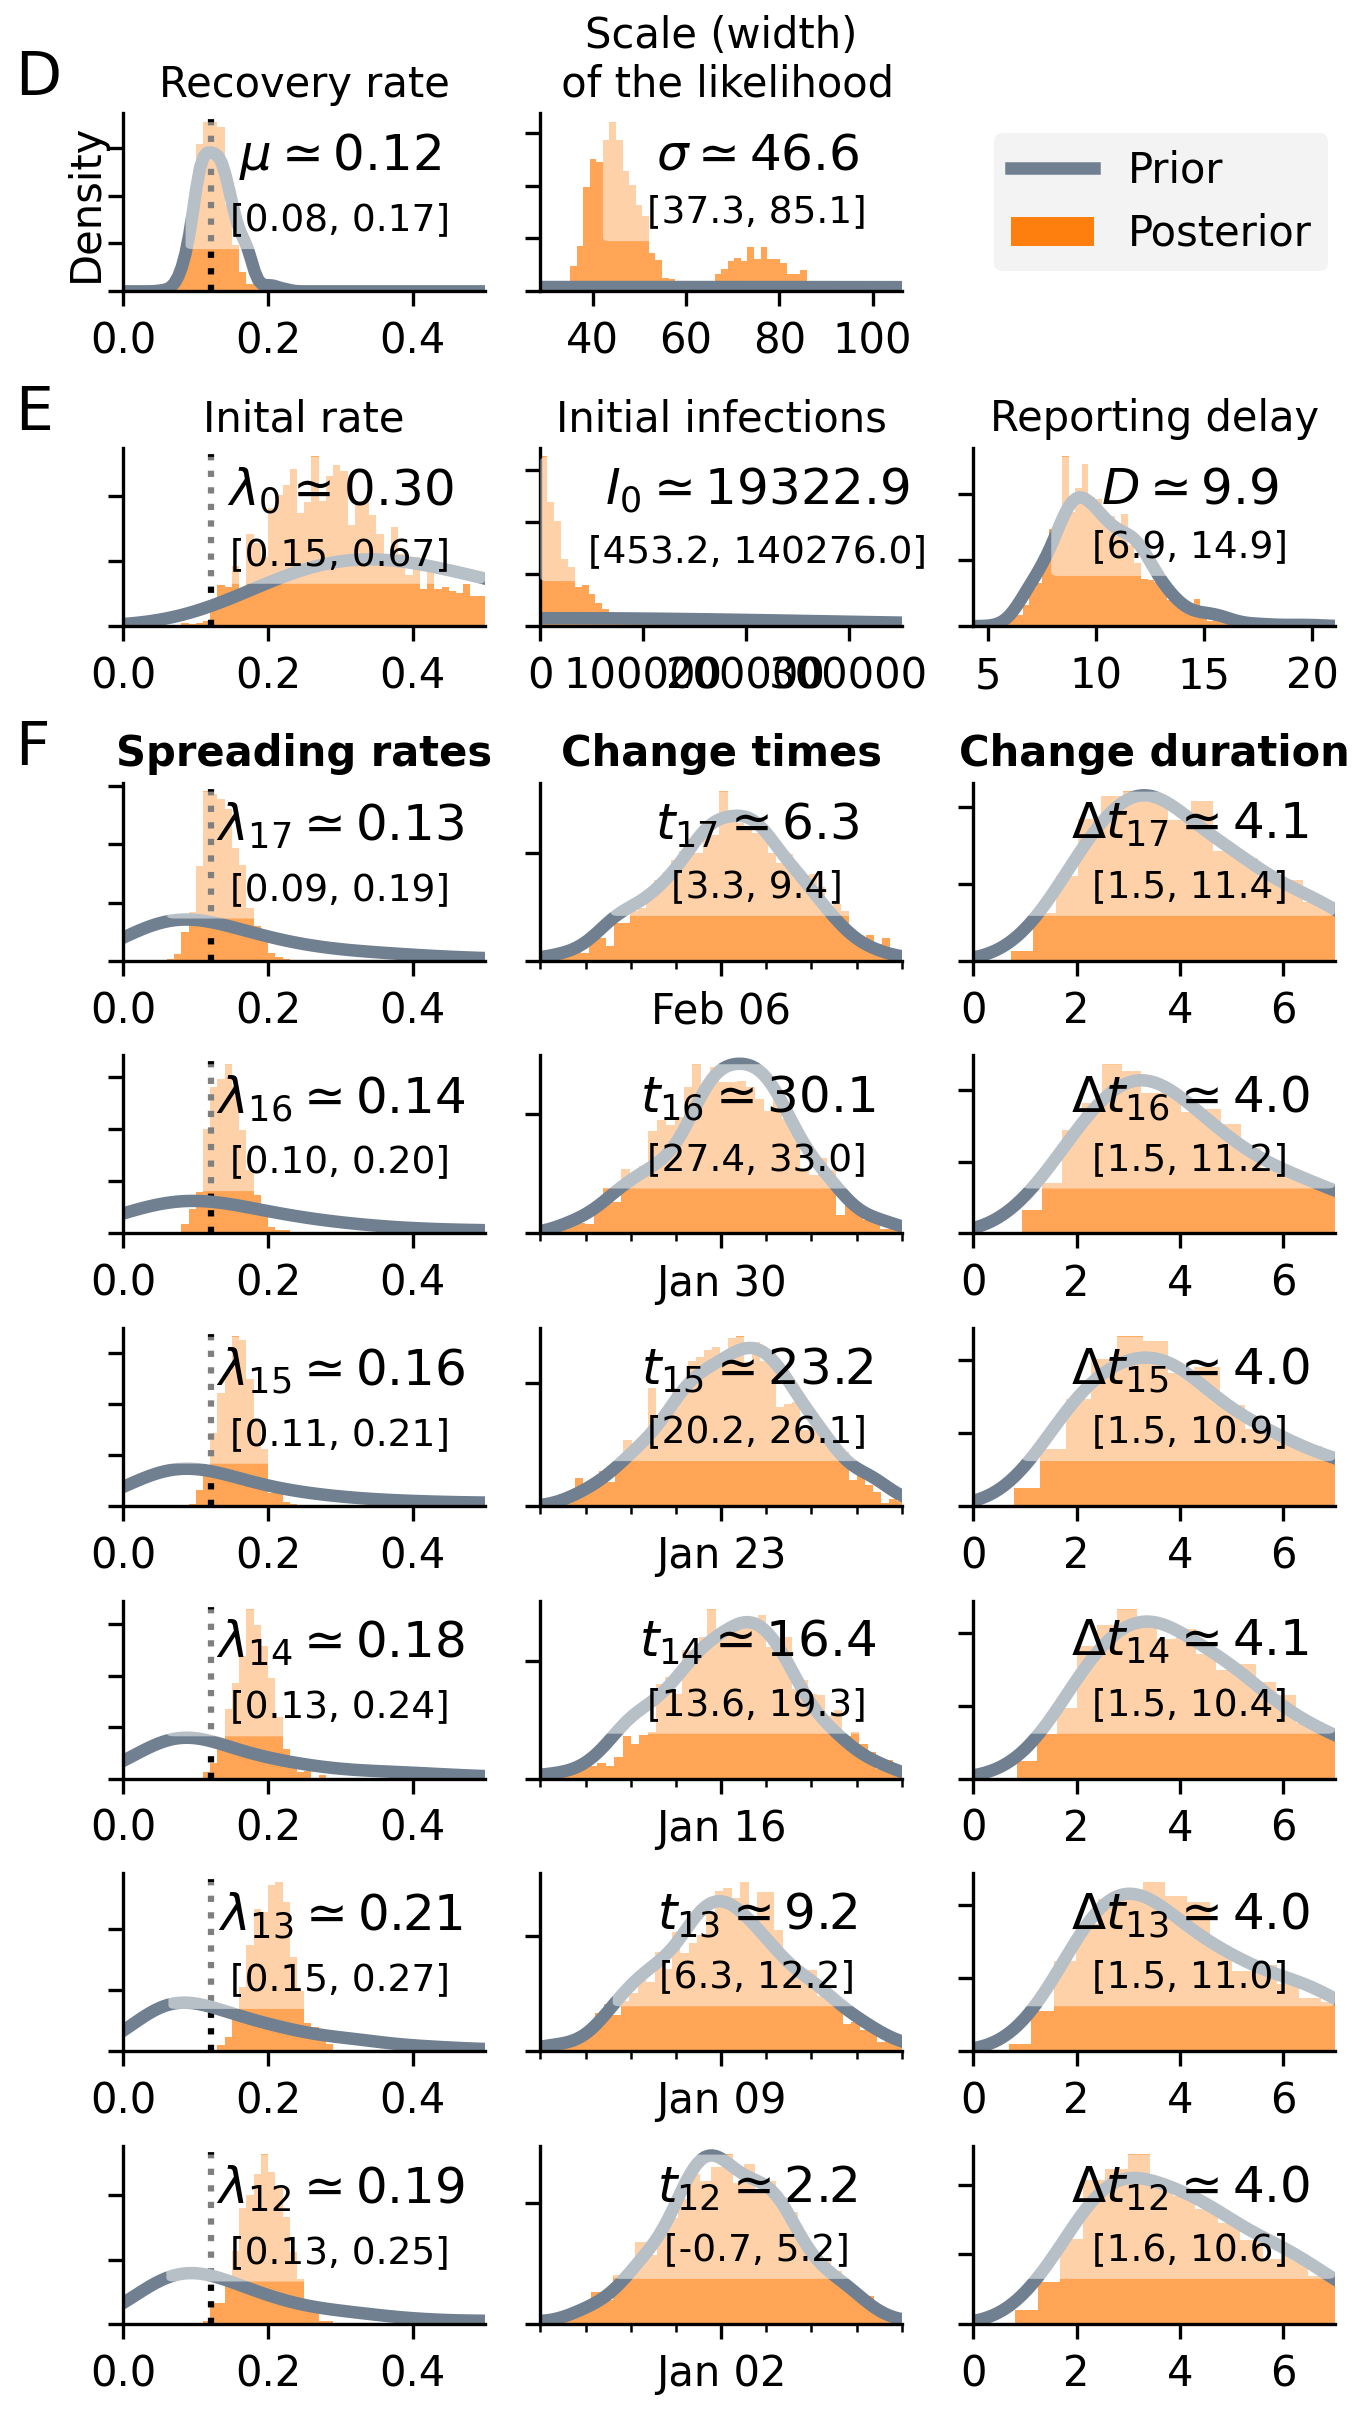 D
Recovery rate
Scale (width)
of the likelihood
Density
μ ≃ 0.12
[0.08, 0.17]
σ ≃ 46.6
[37.3, 85.1]
Prior
Posterior
0.0 0.2 0.4
40 60 80 100
E
Inital rate
Initial infections
Reporting delay
λ0 ≃ 0.30
[0.15, 0.67]
I0 ≃ 19322.9
[453.2, 140276.0]
D ≃ 9.9
[6.9, 14.9]
0.0 0.2 0.4
0 100000 200000 300000
5 10 15 20
F
Spreading rates
Change times
Change duration
λ17 ≃ 0.13
[0.09, 0.19]
t17 ≃ 6.3
[3.3, 9.4]
Δt17 ≃ 4.1
[1.5, 11.4]
0.0 0.2 0.4
Feb 06
0 2 4 6
λ16 ≃ 0.14
[0.10, 0.20]
t16 ≃ 30.1
[27.4, 33.0]
Δt16 ≃ 4.0
[1.5, 11.2]
0.0 0.2 0.4
Jan 30
0 2 4 6
λ15 ≃ 0.16
[0.11, 0.21]
t15 ≃ 23.2
[20.2, 26.1]
Δt15 ≃ 4.0
[1.5, 10.9]
0.0 0.2 0.4
Jan 23
0 2 4 6
λ14 ≃ 0.18
[0.13, 0.24]
t14 ≃ 16.4
[13.6, 19.3]
Δt14 ≃ 4.1
[1.5, 10.4]
0.0 0.2 0.4
Jan 16
0 2 4 6
λ13 ≃ 0.21
[0.15, 0.27]
t13 ≃ 9.2
[6.3, 12.2]
Δt13 ≃ 4.0
[1.5, 11.0]
0.0 0.2 0.4
Jan 09
0 2 4 6
λ12 ≃ 0.19
[0.13, 0.25]
t12 ≃ 2.2
[-0.7, 5.2]
Δt12 ≃ 4.0
[1.6, 10.6]
0.0 0.2 0.4
Jan 02
0 2 4 6